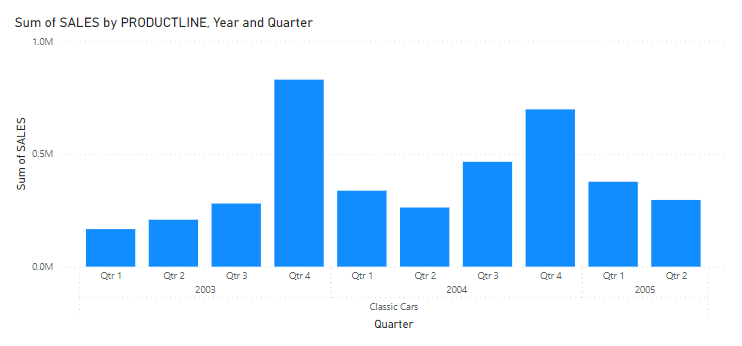 Sum of SALES by PRODUCTLINE, Year and Quarter
1.0M
0.5M
0.0M
Sum of SALES
Qtr 1 Qtr 2 Qtr 3 Qtr 4 Qtr 1 Qtr 2 Qtr 3 Qtr 4 Qtr 1 Qtr 2
2003 2004 2005
Classic Cars
Quarter